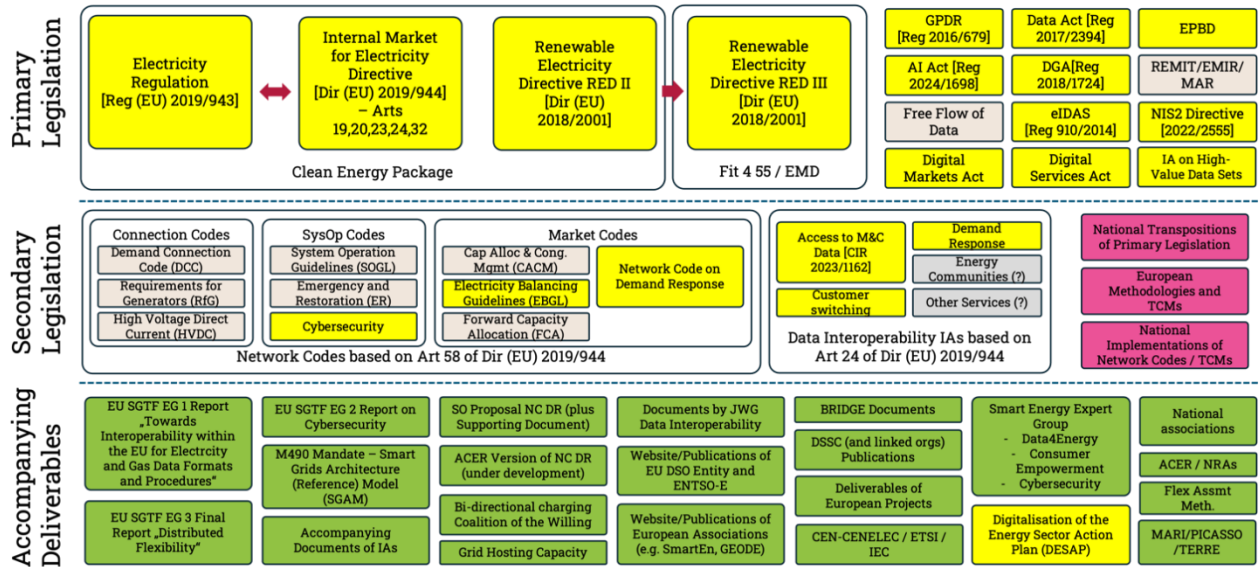 Primary
Legislation
Electricity
Regulation
[Reg (EU) 2019/943]
Internal Market
for Electricity
Directive
[Dir (EU)
2019/944]
– Arts
19,20,23,24,32
Renewable
Electricity
Directive RED II
[Dir (EU)
2018/2001]
Clean Energy Package
Renewable
Electricity
Directive RED III
[Dir (EU)
2018/2001]
Fit 4 55 / EMD
GPDR
[Reg 2016/679]
Data Act [Reg
2017/2394]
EPBD
AI Act [Reg
2024/1698]
DGA[Reg
2018/1724]
REMIT/EMIR/
MAR
Free Flow of
Data
eIDAS
[Reg 910/2014]
NIS2 Directive
[2022/2555]
Digital
Markets Act
Digital
Services Act
IA on High-
Value Data Sets
Secondary
Legislation
Connection Codes
Demand Connection
Code (DCC)
Requirements for
Generators (RfG)
High Voltage Direct
Current (HVDC)
SysOp Codes
System Operation
Guidelines (SOGL)
Emergency and
Restoration (ER)
Cybersecurity
Market Codes
Cap Alloc & Cong.
Mgmt (CACM)
Electricity Balancing
Guidelines (EBGL)
Forward Capacity
Allocation (FCA)
Network Code on
Demand Response
Network Codes based on Art 58 of Dir (EU) 2019/944
Access to M&C
Data [CIR
2023/1162]
Customer
switching
Demand
Response
Energy
Communities (?)
Other Services (?)
Data Interoperability IAs based on
Art 24 of Dir (EU) 2019/944
National Transpositions
of Primary Legislation
European
Methodologies and
TCMs
National
Implementations of
Network Codes / TCMs
Accompanying
Deliverables
EU SGTF EG 1 Report
„Towards
Interoperability within
the EU for Electrcity
and Gas Data Formats
and Procedures“
EU SGTF EG 3 Final
Report „Distributed
Flexibility“
EU SGTF EG 2 Report on
Cybersecurity
M490 Mandate – Smart
Grids Architecture
(Reference) Model
(SGAM)
Accompanying
Documents of IAs
SO Proposal NC DR (plus
Supporting Document)
ACER Version of NC DR
(under development)
Bi-directional charging
Coalition of the Willing
Grid Hosting Capacity
Documents by JWG
Data Interoperability
Website/Publications of
EU DSO Entity and
ENTSO-E
Website/Publications of
European Associations
(e.g. SmartEn, GEODE)
BRIDGE Documents
DSSC (and linked orgs)
Publications
Deliverables of
European Projects
CEN-CENELEC / ETSI /
IEC
Smart Energy Expert
Group
- Data4Energy
- Consumer
Empowerment
- Cybersecurity
Digitalisation of the
Energy Sector Action
Plan (DESAP)
National
associations
ACER / NRAs
Flex Assmt
Meth.
MARI/PICASSO
/TERRE